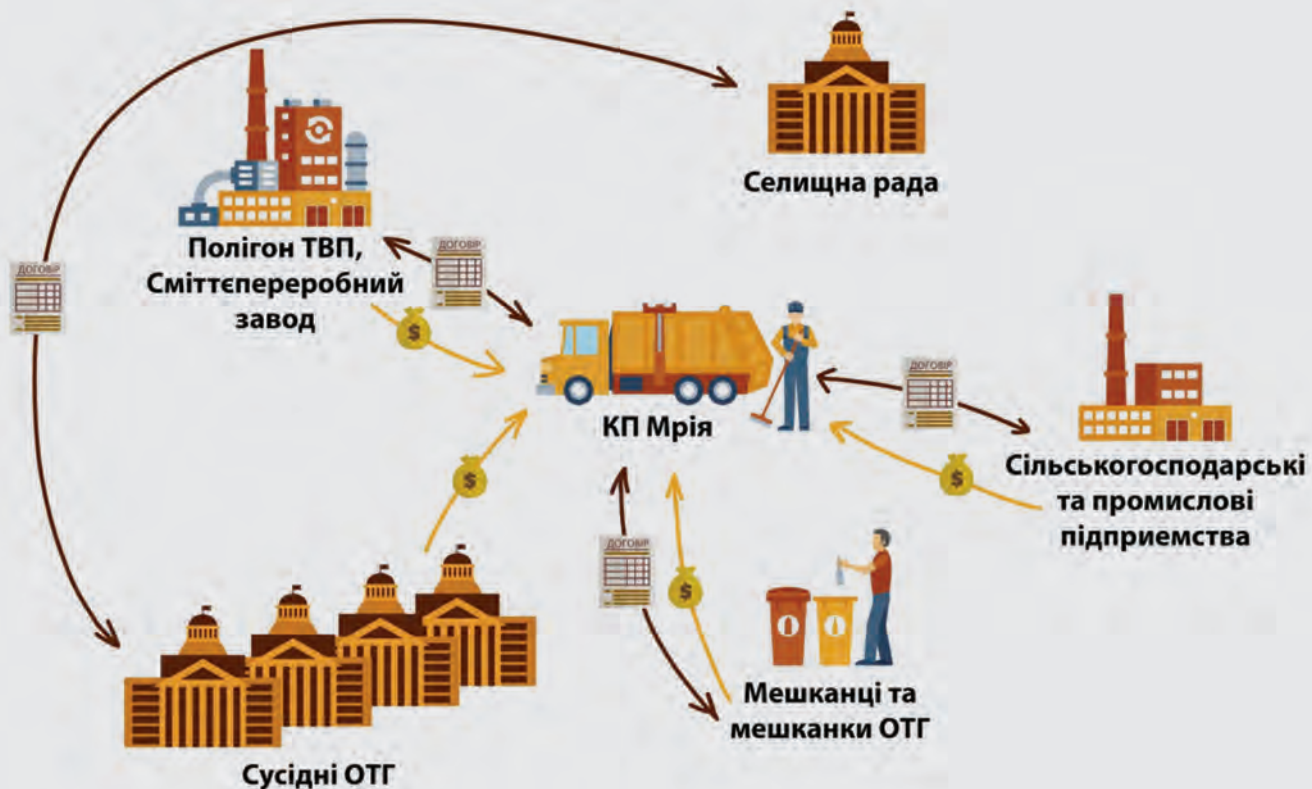 Селищна рада
Полігон ТВП,
Сміттєпереробний
завод
ДОГОВІР
ДОГОВІР
$
КП Мрія
ДОГОВІР
$
Сільськогосподарські
та промислові
підприємства
$
ДОГОВІР
$
Мешканці та
мешканки ОТГ
Сусідні ОТГ